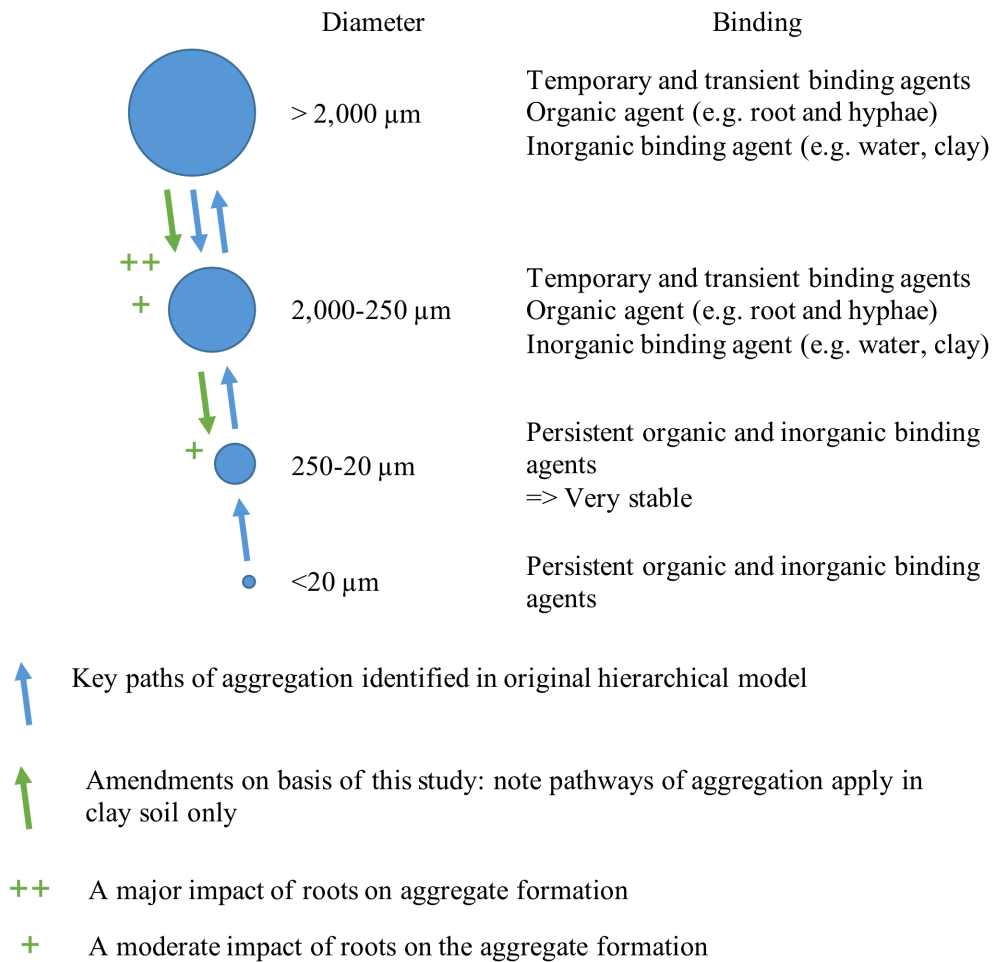 Diameter
Binding
> 2,000 µm
Temporary and transient binding agents
Organic agent (e.g. root and hyphae)
Inorganic binding agent (e.g. water, clay)
++
+
2,000-250 µm
Temporary and transient binding agents
Organic agent (e.g. root and hyphae)
Inorganic binding agent (e.g. water, clay)
+
250-20 µm
Persistent organic and inorganic binding
agents
=> Very stable
<20 µm
Persistent organic and inorganic binding
agents
Key paths of aggregation identified in original hierarchical model
Amendments on basis of this study: note pathways of aggregation apply in
clay soil only
++ A major impact of roots on aggregate formation
+ A moderate impact of roots on the aggregate formation